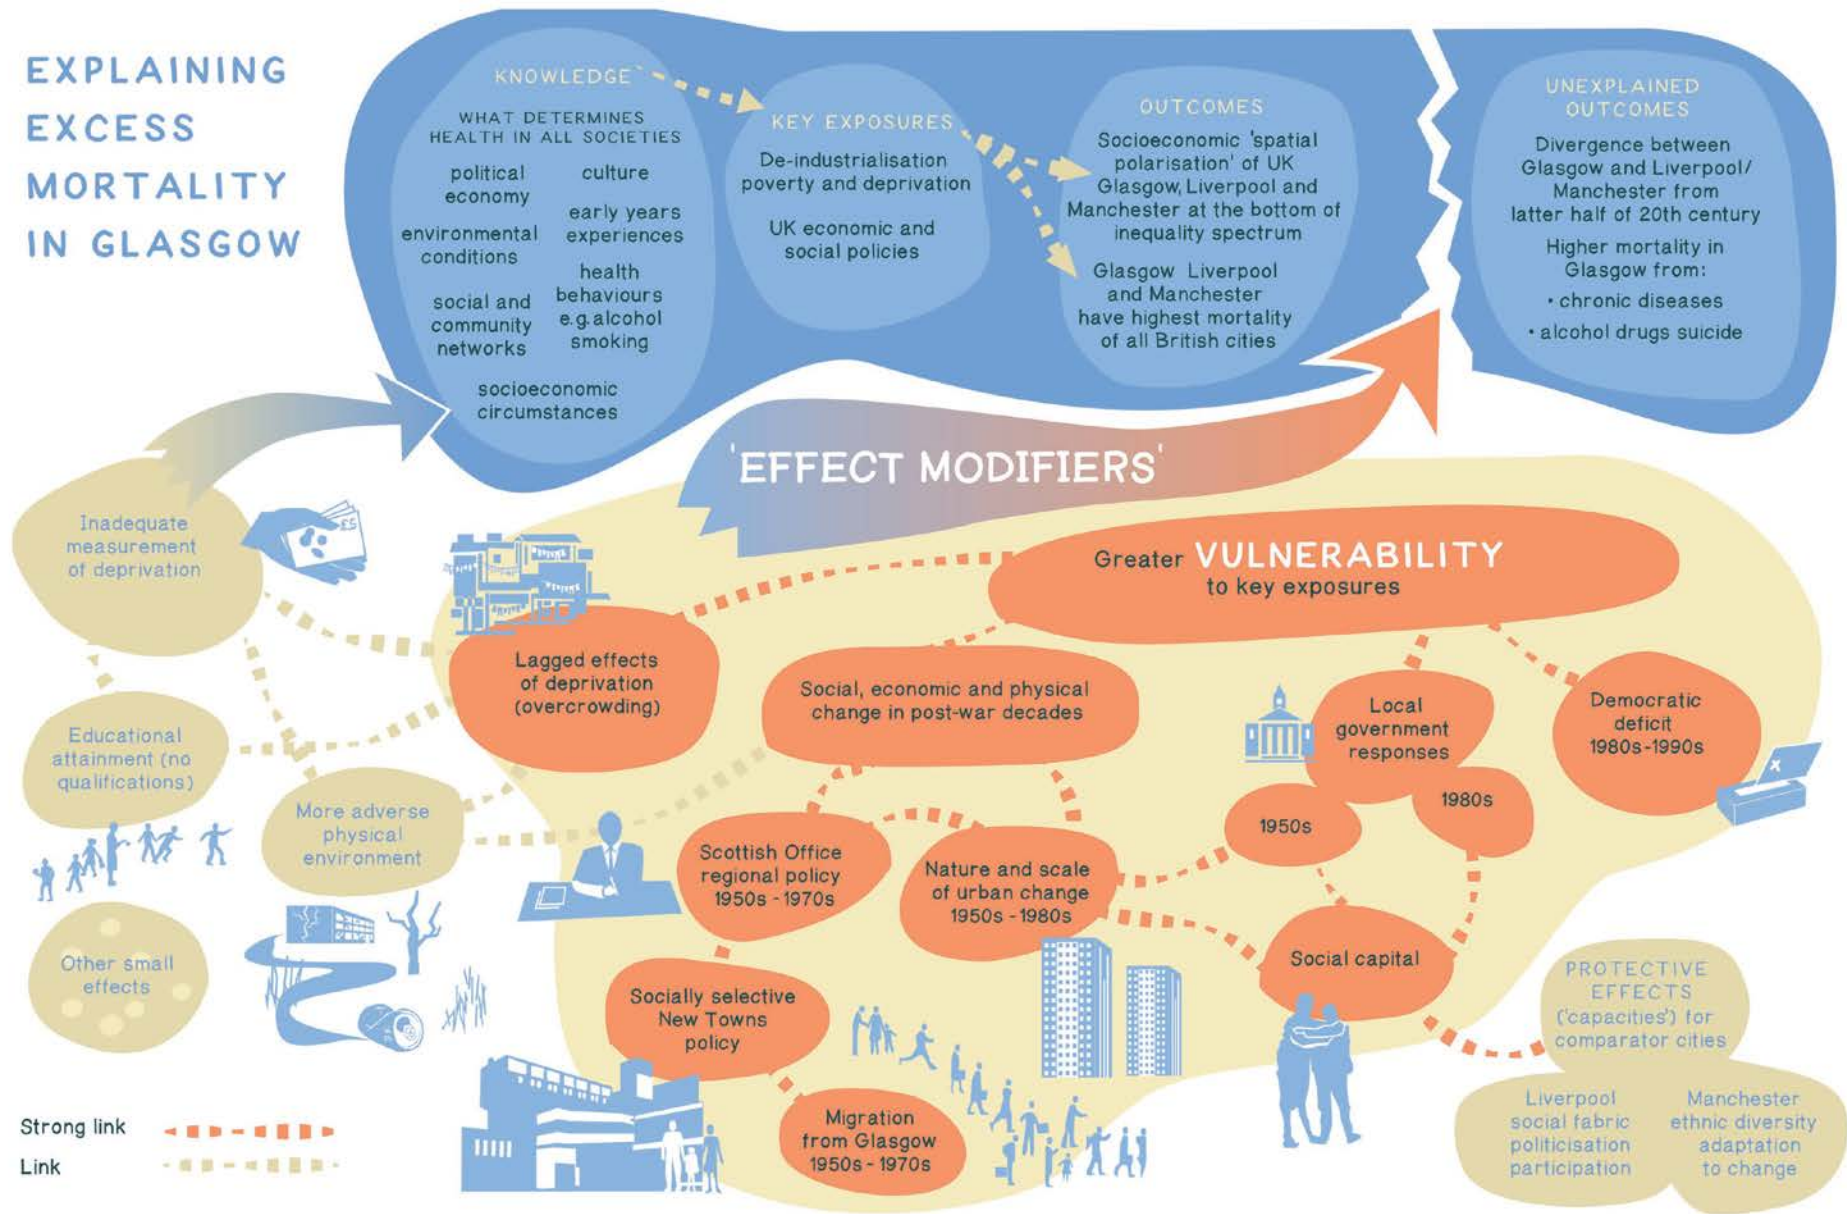 EXPLAINING
EXCESS
MORTALITY
IN GLASGOW
KNOWLEDGE
WHAT DETERMINES
HEALTH IN ALL SOCIETIES
political
economy
culture
early years
experiences
environmental
conditions
health
behaviours
e.g. alcohol
smoking
social and
community
networks
socioeconomic
circumstances
KEY EXPOSURES
De-industrialisation
poverty and deprivation
UK economic and
social policies
OUTCOMES
Socioeconomic 'spatial
polarisation' of UK
Glasgow, Liverpool and
Manchester at the bottom of
inequality spectrum
Glasgow Liverpool
and Manchester
have highest mortality
of all British cities
UNEXPLAINED
OUTCOMES
Divergence between
Glasgow and Liverpool/
Manchester from
latter half of 20th century
Higher mortality in
Glasgow from:
• chronic diseases
• alcohol drugs suicide
'EFFECT MODIFIERS'
Inadequate
measurement
of deprivation
£5
Greater VULNERABILITY
to key exposures
Lagged effects
of deprivation
(overcrowding)
Social, economic and physical
change in post-war decades
Local
government
responses
Democratic
deficit
1980s-1990s
X
Educational
attainment (no
qualifications)
More adverse
physical
environment
1950s
1980s
Scottish Office
regional policy
1950s - 1970s
Nature and scale
of urban change
1950s - 1980s
Other small
effects
Social capital
Socially selective
New Towns
policy
PROTECTIVE
EFFECTS
('capacities') for
comparator cities
Migration
from Glasgow
1950s - 1970s
Liverpool
social fabric
politicisation
participation
Manchester
ethnic diversity
adaptation
to change
Strong link
Link